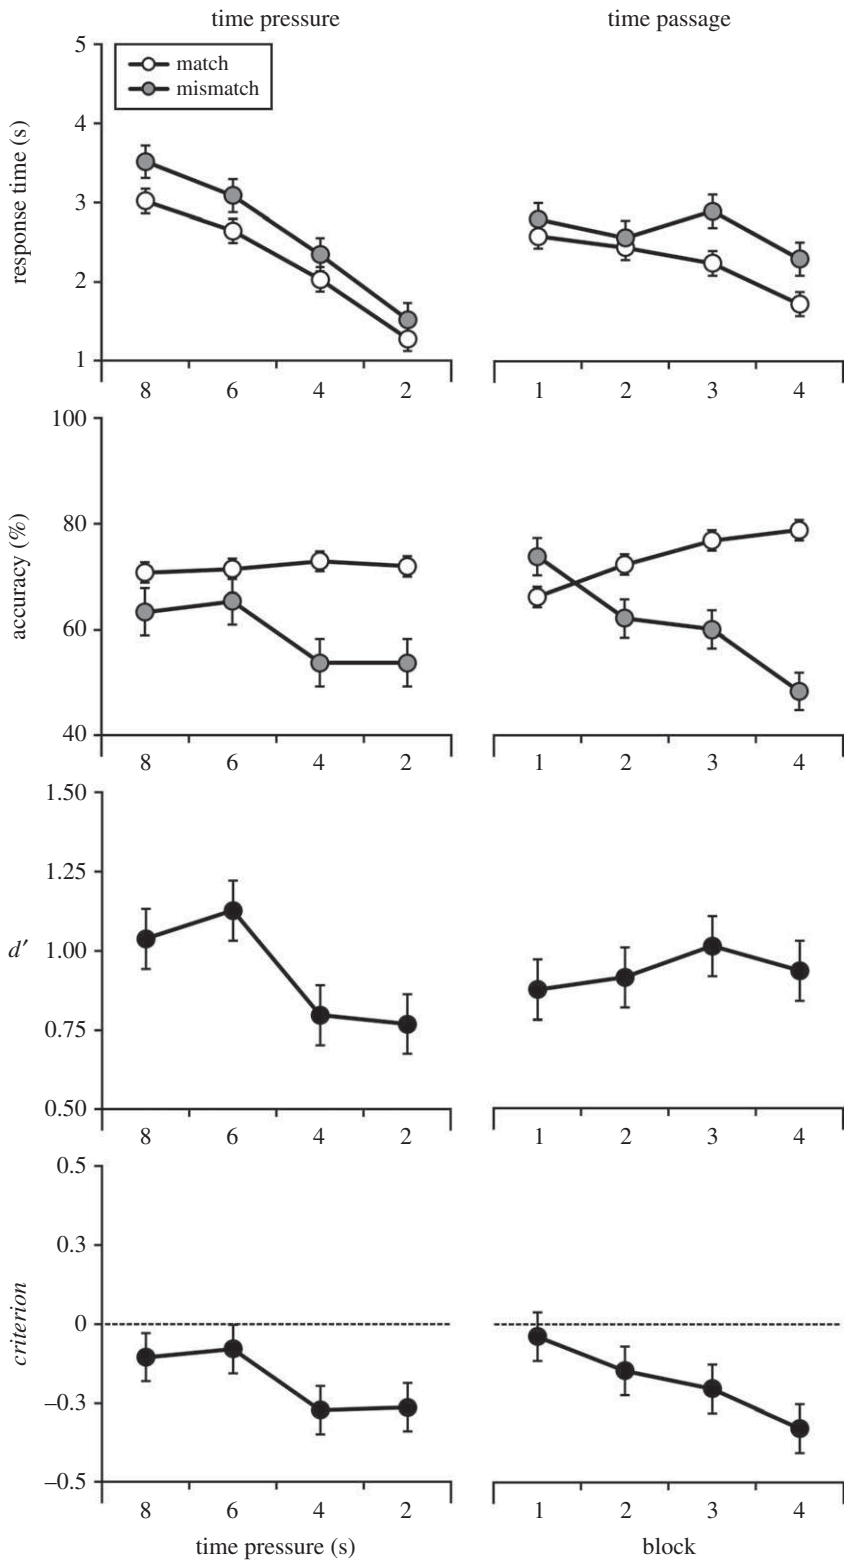 time pressure
time passage
response time (s)
5
4
3
2
1
match
mismatch
8 6 4 2
1 2 3 4
accuracy (%)
100
80
60
40
8 6 4 2
1 2 3 4
d′
1.50
1.25
1.00
0.75
0.50
8 6 4 2
1 2 3 4
criterion
0.5
0.3
0
–0.3
–0.5
8 6 4 2
1 2 3 4
time pressure (s)
block